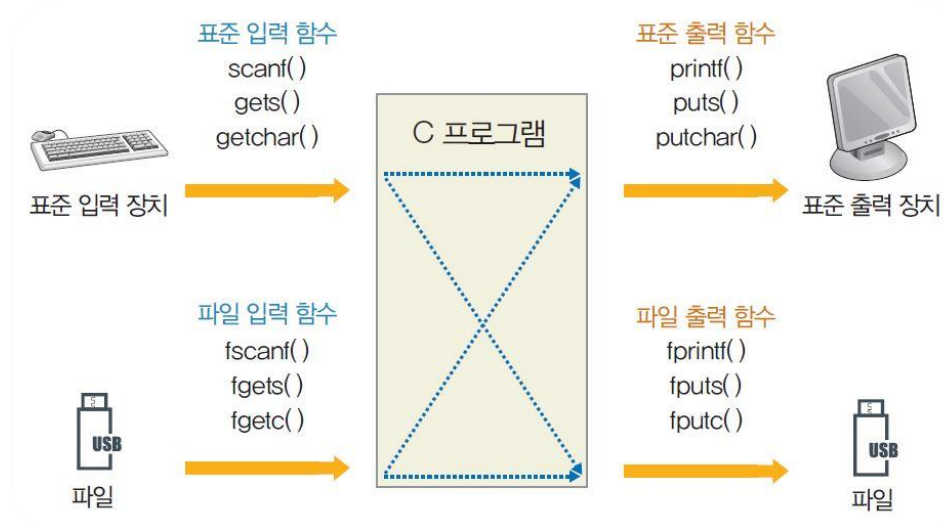 표준 입력 함수
scanf( )
gets( )
getchar( )
표준 출력 함수
printf( )
puts( )
putchar( )
C 프로그램
표준 입력 장치
표준 출력 장치
파일 입력 함수
fscanf( )
fgets( )
fgetc( )
파일 출력 함수
fprintf( )
fputs( )
fputc( )
USB
파일
USB
파일